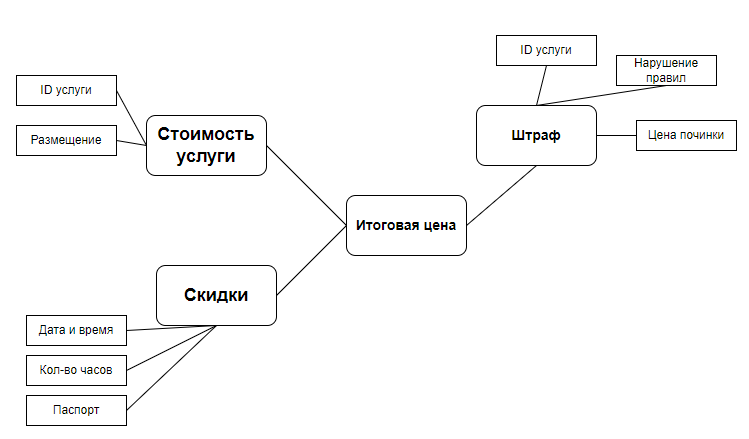 ID услуги
Нарушение
правил
ID услуги
Стоимость
услуги
Размещение
Штраф
Цена починки
Итоговая цена
Скидки
Дата и время
Кол-во часов
Паспорт